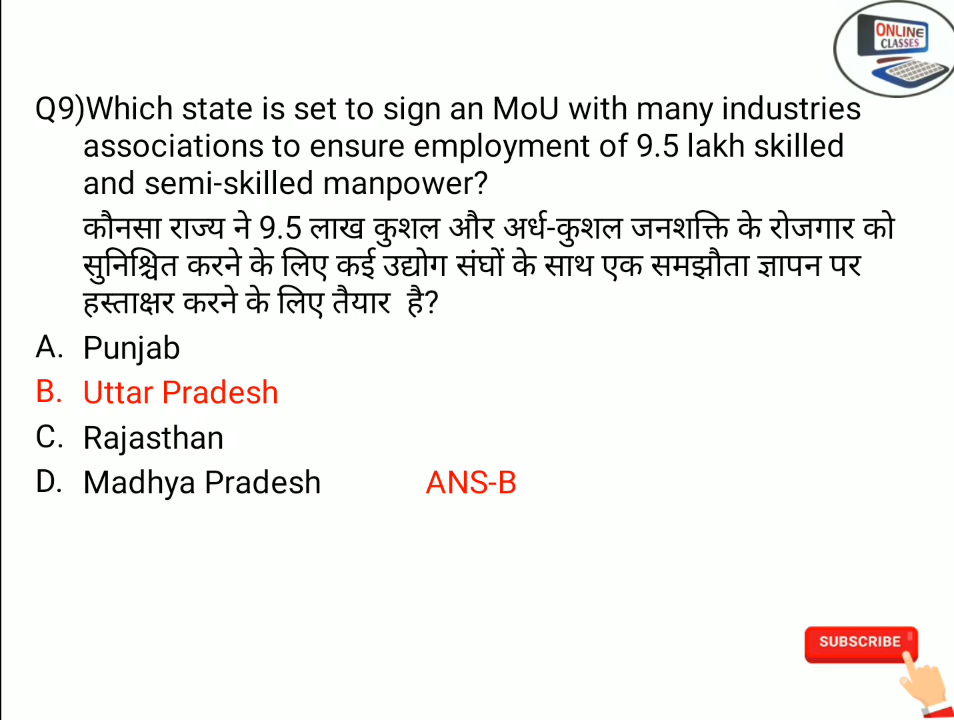 ONLINE
CLASSES
Q9)Which state is set to sign an MoU with many industries
associations to ensure employment of 9.5 lakh skilled
and semi-skilled manpower?
कौनसा राज्य ने 9.5 लाख कुशल और अर्ध-कुशल जनशक्ति के रोजगार को
सुनिश्चित करने के लिए कई उद्योग संघों के साथ एक समझौता ज्ञापन पर
हस्ताक्षर करने के लिए तैयार है?
A. Punjab
B. Uttar Pradesh
C. Rajasthan
D. Madhya Pradesh ANS-B
SUBSCRIBE